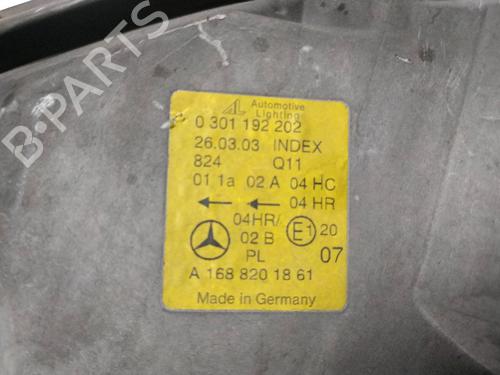 AL Automotive Lighting
0 301 192 202
26.03.03 INDEX
824 Q11
01 1a 02 A 04 HC
04 HR
04HR/
02 B E1 20
PL 07
A 168 820 18 61
Made in Germany
B-PARTS